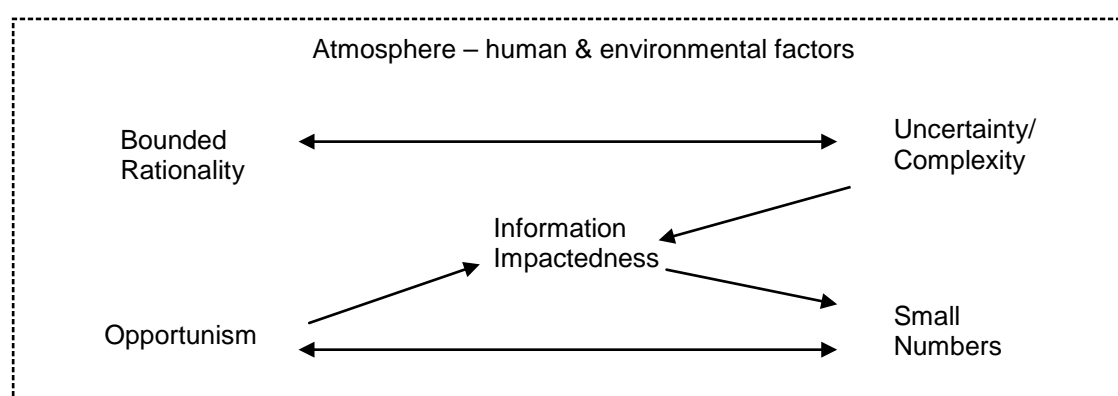 Atmosphere – human & environmental factors
Bounded
Rationality
Uncertainty/
Complexity
Information
Impactedness
Opportunism
Small
Numbers